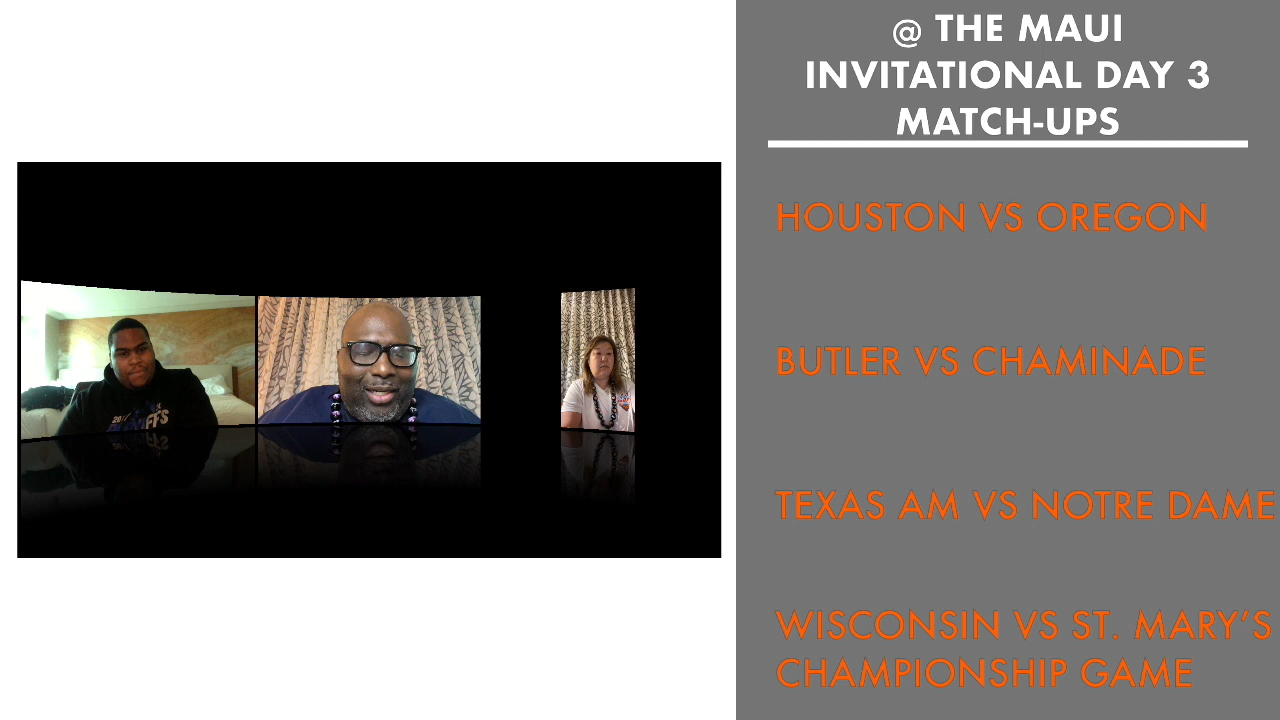 @ THE MAUI
INVITATIONAL DAY 3
MATCH-UPS
HOUSTON VS OREGON
BUTLER VS CHAMINADE
TEXAS AM VS NOTRE DAME
WISCONSIN VS ST. MARY’S
CHAMPIONSHIP GAME